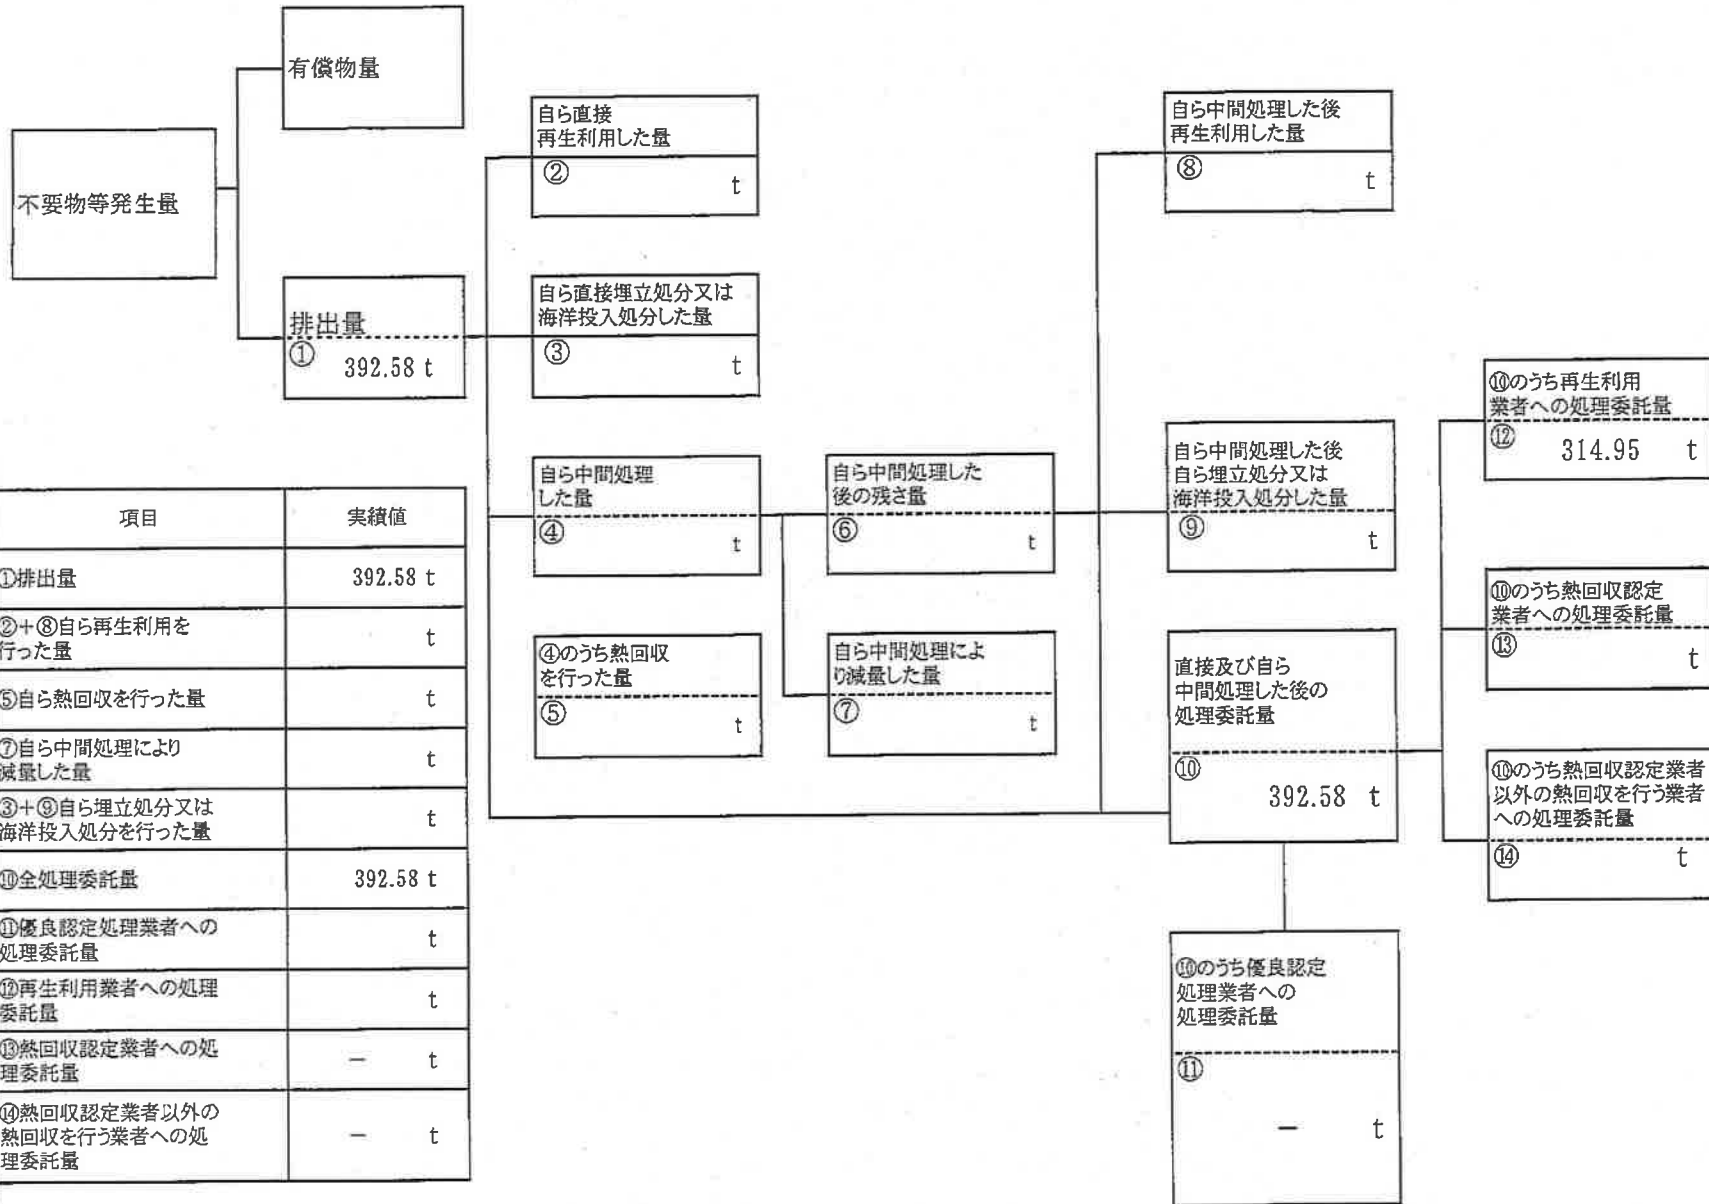 有償物量
不要物等発生量
排出量
① 392.58 t
自ら直接
再生利用した量
② t
自ら直接埋立処分又は
海洋投入処分した量
③ t
自ら中間処理
した量
④ t
④のうち熱回収
を行った量
⑤ t
自ら中間処理した
後の残さ量
⑥ t
自ら中間処理によ
り減量した量
⑦ t
自ら中間処理した後
再生利用した量
⑧ t
自ら中間処理した後
自ら埋立処分又は
海洋投入処分した量
⑨ t
直接及び自ら
中間処理した後の
処理委託量
⑩ 392.58 t
⑩のうち優良認定
処理業者への
処理委託量
⑪ － t
⑩のうち再生利用
業者への処理委託量
⑫ 314.95 t
⑩のうち熱回収認定
業者への処理委託量
⑬ t
⑩のうち熱回収認定業者
以外の熱回収を行う業者
への処理委託量
⑭ t
項目 実績値
①排出量 392.58 t
②+⑧自ら再生利用を
行った量 t
⑤自ら熱回収を行った量 t
⑦自ら中間処理により
減量した量 t
③+⑨自ら埋立処分又は
海洋投入処分を行った量 t
⑩全処理委託量 392.58 t
⑪優良認定処理業者への
処理委託量 t
⑫再生利用業者への処理
委託量 t
⑬熱回収認定業者への処
理委託量 － t
⑭熱回収認定業者以外の
熱回収を行う業者への処
理委託量 － t